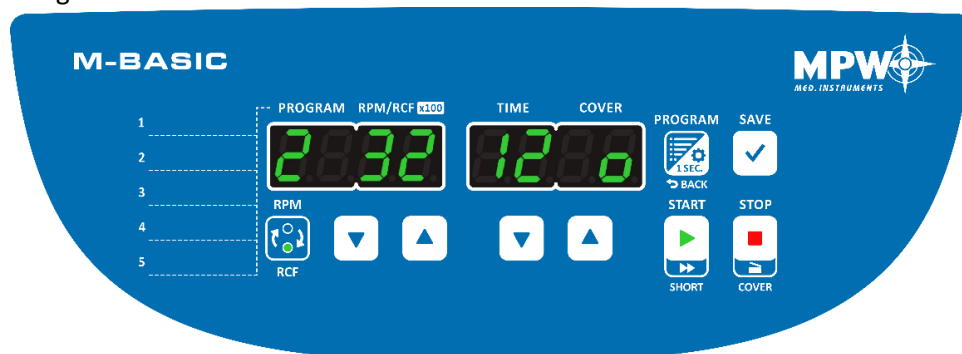 M-BASIC
MPW
MED. INSTRUMENTS
PROGRAM RPM/RCF x100
TIME COVER
PROGRAM SAVE
1
2
3
4
5
2 32
12 o
1 SEC.
BACK
RPM
RCF
START STOP
SHORT COVER